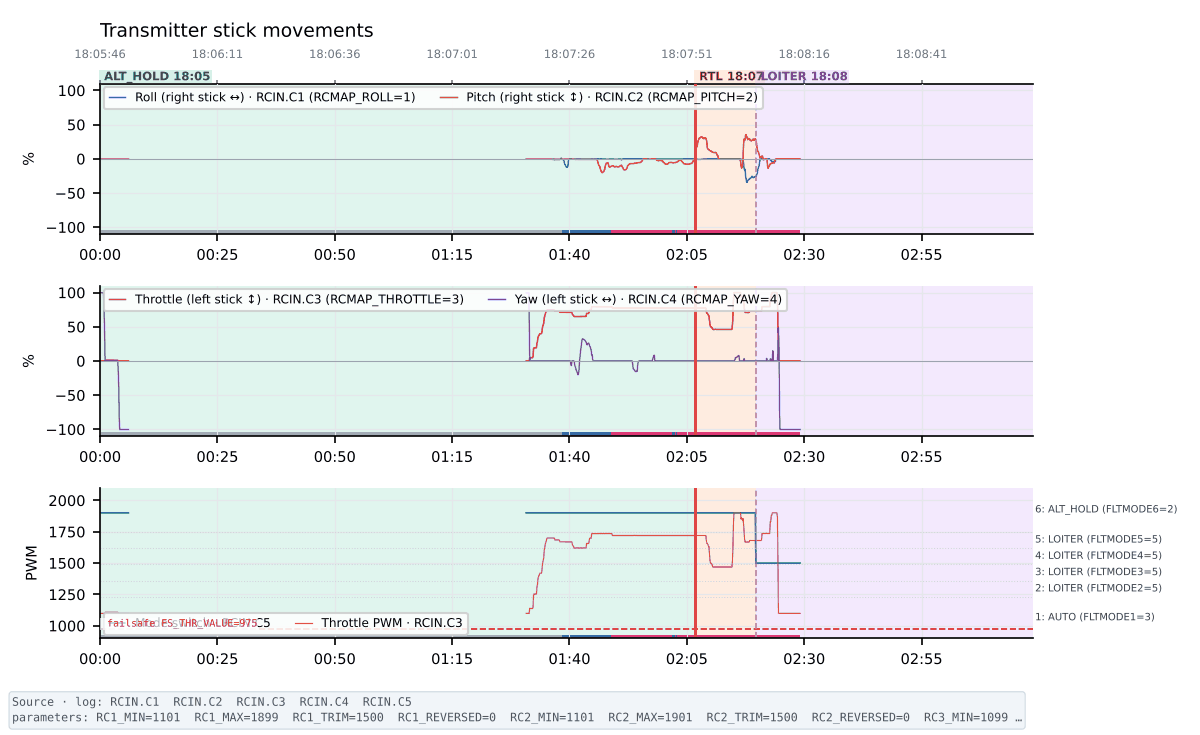 Transmitter stick movements
18:05:46 18:06:11 18:06:36 18:07:01 18:07:26 18:07:51 18:08:16 18:08:41
ALT_HOLD 18:05 RTL 18:07 LOITER 18:08
Roll (right stick ↔) · RCIN.C1 (RCMAP_ROLL=1) Pitch (right stick ↕) · RCIN.C2 (RCMAP_PITCH=2)
%
100
50
0
−50
−100
00:00 00:25 00:50 01:15 01:40 02:05 02:30 02:55
Throttle (left stick ↕) · RCIN.C3 (RCMAP_THROTTLE=3) Yaw (left stick ↔) · RCIN.C4 (RCMAP_YAW=4)
%
100
50
0
−50
−100
00:00 00:25 00:50 01:15 01:40 02:05 02:30 02:55
PWM
2000
1750
1500
1250
1000
6: ALT_HOLD (FLTMODE6=2)
5: LOITER (FLTMODE5=5)
4: LOITER (FLTMODE4=5)
3: LOITER (FLTMODE3=5)
2: LOITER (FLTMODE2=5)
1: AUTO (FLTMODE1=3)
failsafe FS_THR_VALUE=975 C5 Throttle PWM · RCIN.C3
00:00 00:25 00:50 01:15 01:40 02:05 02:30 02:55
Source · log: RCIN.C1 RCIN.C2 RCIN.C3 RCIN.C4 RCIN.C5
parameters: RC1_MIN=1101 RC1_MAX=1899 RC1_TRIM=1500 RC1_REVERSED=0 RC2_MIN=1101 RC2_MAX=1901 RC2_TRIM=1500 RC2_REVERSED=0 RC3_MIN=1099 …